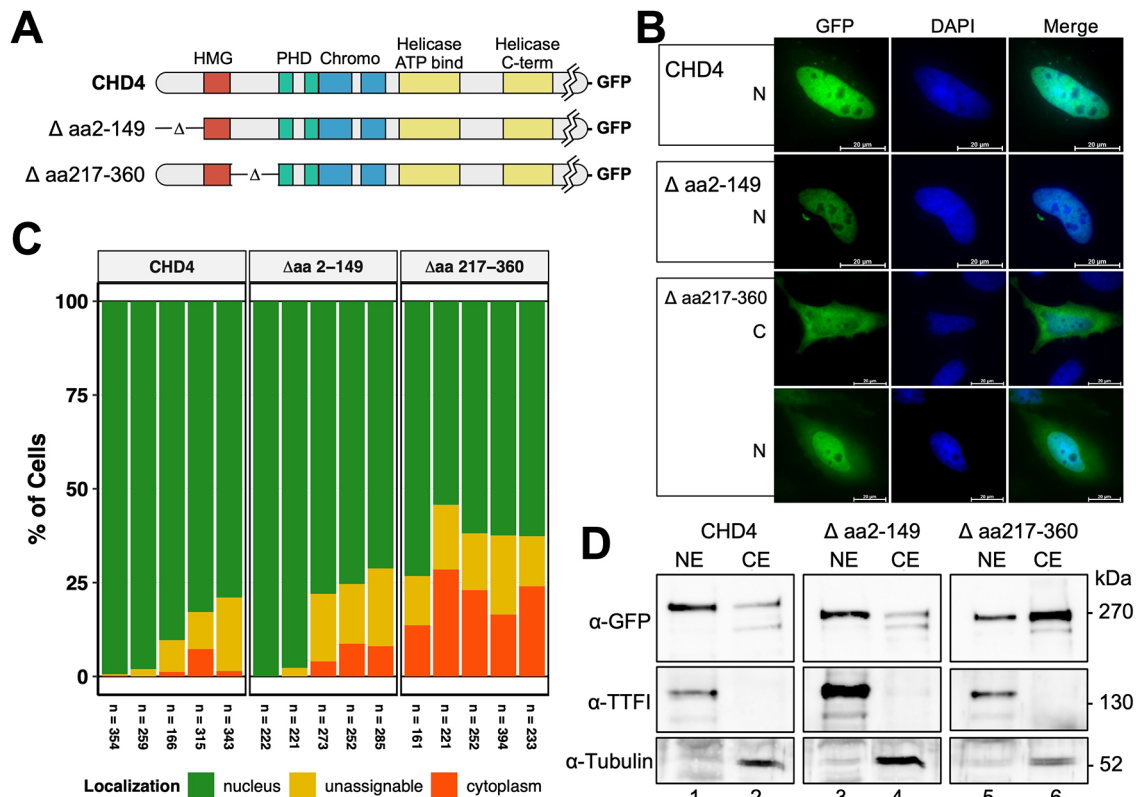 A
HMG PHD Chromo Helicase ATP bind Helicase C-term
CHD4 GFP
Δ aa2-149 Δ GFP
Δ aa217-360 Δ GFP
B
GFP DAPI Merge
CHD4
N
20 µm 20 µm 20 µm
Δ aa2-149
N
20 µm 20 µm 20 µm
Δ aa217-360
C
20 µm 20 µm 20 µm
N
20 µm 20 µm 20 µm
C
CHD4 Δaa 2–149 Δaa 217–360
% of Cells
100
75
50
25
0
n = 354 n = 259 n = 166 n = 315 n = 343 n = 222 n = 221 n = 273 n = 252 n = 285 n = 161 n = 221 n = 252 n = 394 n = 233
Localization nucleus unassignable cytoplasm
D
CHD4 Δ aa2-149 Δ aa217-360
NE CE NE CE NE CE kDa
α-GFP 270
α-TTFI 130
α-Tubulin 52
1 2 3 4 5 6